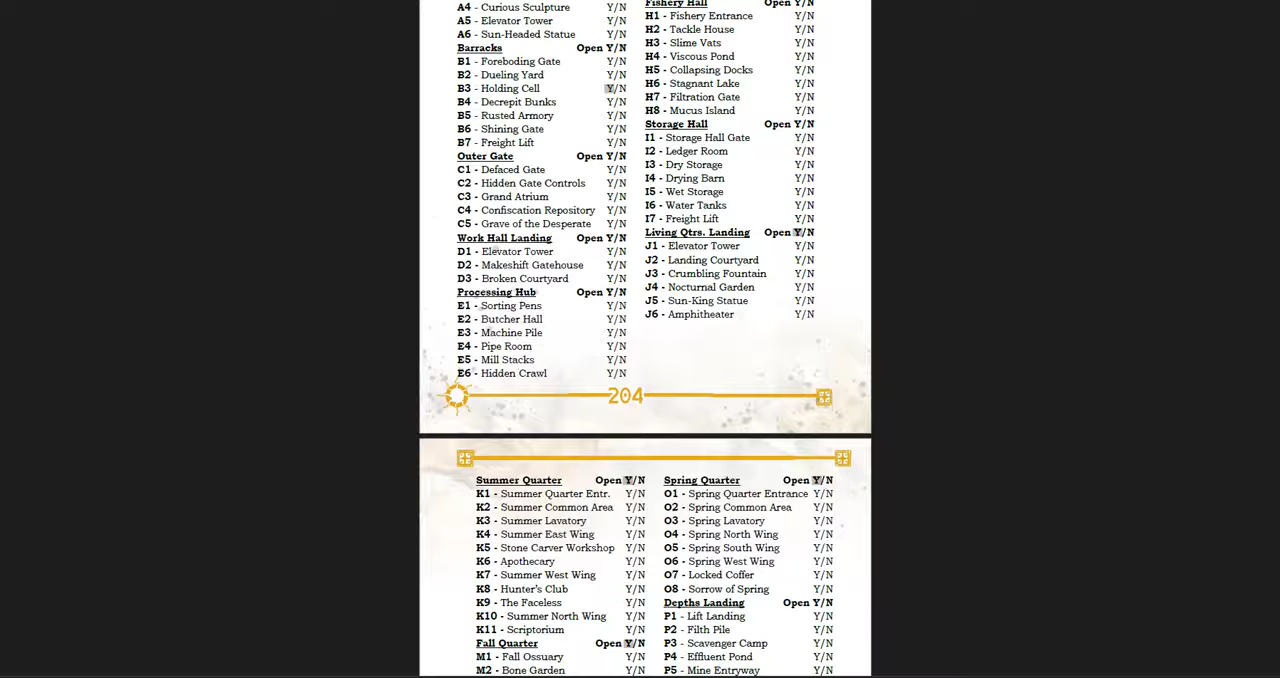 A4 - Curious Sculpture Y/N
A5 - Elevator Tower Y/N
A6 - Sun-Headed Statue Y/N
Barracks Open Y/N
B1 - Foreboding Gate Y/N
B2 - Dueling Yard Y/N
B3 - Holding Cell Y/N
B4 - Decrepit Bunks Y/N
B5 - Rusted Armory Y/N
B6 - Shining Gate Y/N
B7 - Freight Lift Y/N
Outer Gate Open Y/N
C1 - Defaced Gate Y/N
C2 - Hidden Gate Controls Y/N
C3 - Grand Atrium Y/N
C4 - Confiscation Repository Y/N
C5 - Grave of the Desperate Y/N
Work Hall Landing Open Y/N
D1 - Elevator Tower Y/N
D2 - Makeshift Gatehouse Y/N
D3 - Broken Courtyard Y/N
Processing Hub Open Y/N
E1 - Sorting Pens Y/N
E2 - Butcher Hall Y/N
E3 - Machine Pile Y/N
E4 - Pipe Room Y/N
E5 - Mill Stacks Y/N
E6 - Hidden Crawl Y/N
Fishery Hall Open Y/N
H1 - Fishery Entrance Y/N
H2 - Tackle House Y/N
H3 - Slime Vats Y/N
H4 - Viscous Pond Y/N
H5 - Collapsing Docks Y/N
H6 - Stagnant Lake Y/N
H7 - Filtration Gate Y/N
H8 - Mucus Island Y/N
Storage Hall Open Y/N
I1 - Storage Hall Gate Y/N
I2 - Ledger Room Y/N
I3 - Dry Storage Y/N
I4 - Drying Barn Y/N
I5 - Wet Storage Y/N
I6 - Water Tanks Y/N
I7 - Freight Lift Y/N
Living Qtrs. Landing Open Y/N
J1 - Elevator Tower Y/N
J2 - Landing Courtyard Y/N
J3 - Crumbling Fountain Y/N
J4 - Nocturnal Garden Y/N
J5 - Sun-King Statue Y/N
J6 - Amphitheater Y/N
204
Summer Quarter Open Y/N
K1 - Summer Quarter Entr. Y/N
K2 - Summer Common Area Y/N
K3 - Summer Lavatory Y/N
K4 - Summer East Wing Y/N
K5 - Stone Carver Workshop Y/N
K6 - Apothecary Y/N
K7 - Summer West Wing Y/N
K8 - Hunter's Club Y/N
K9 - The Faceless Y/N
K10 - Summer North Wing Y/N
K11 - Scriptorium Y/N
Fall Quarter Open Y/N
M1 - Fall Ossuary Y/N
M2 - Bone Garden Y/N
Spring Quarter Open Y/N
O1 - Spring Quarter Entrance Y/N
O2 - Spring Common Area Y/N
O3 - Spring Lavatory Y/N
O4 - Spring North Wing Y/N
O5 - Spring South Wing Y/N
O6 - Spring West Wing Y/N
O7 - Locked Coffer Y/N
O8 - Sorrow of Spring Y/N
Depths Landing Open Y/N
P1 - Lift Landing Y/N
P2 - Filth Pile Y/N
P3 - Scavenger Camp Y/N
P4 - Effluent Pond Y/N
P5 - Mine Entryway Y/N